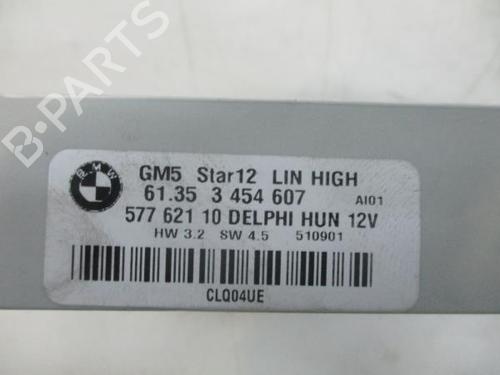 B-PARTS
BMW
GM5 Star12 LIN HIGH
61.35 3 454 607 AI01
577 621 10 DELPHI HUN 12V
HW 3.2 SW 4.5 510901
CLQ04UE